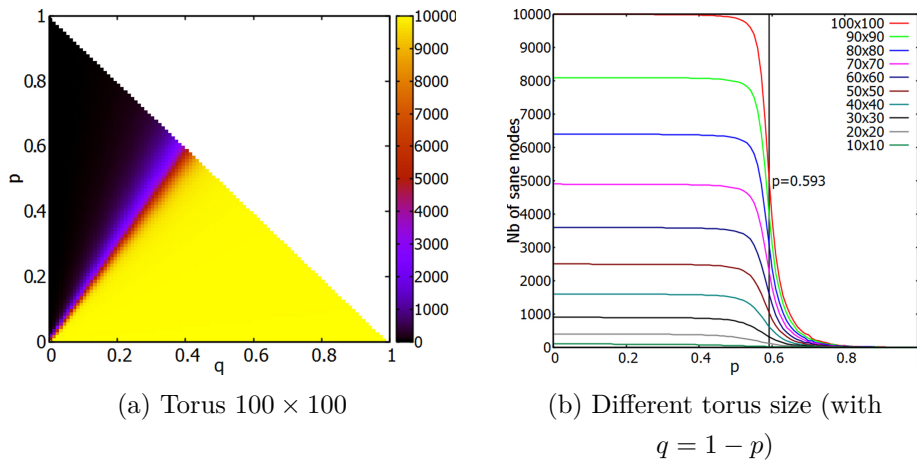 1
0.8
0.6
0.4
0.2
0
p
0
0.2
0.4
0.6
0.8
1
q
10000
9000
8000
7000
6000
5000
4000
3000
2000
1000
0
(a) Torus 100 × 100
10000
9000
8000
7000
6000
5000
4000
3000
2000
1000
0
Nb of sane nodes
0
0.2
0.4
0.6
0.8
p
p=0.593
100x100
90x90
80x80
70x70
60x60
50x50
40x40
30x30
20x20
10x10
(b) Different torus size (with
q = 1 − p)